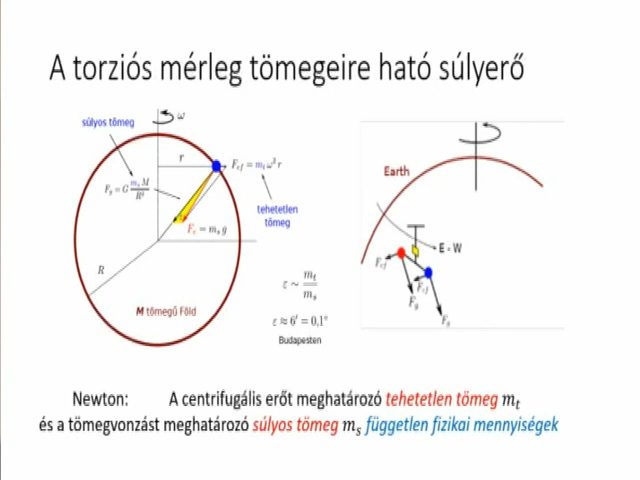 A torziós mérleg tömegeire ható súlyerő
súlyos tömeg
ω
r
F_cf = m_t ω² r
F_g = G m_s M / R²
tehetetlen
tömeg
F_s = m_s g
R
M tömegű Föld
ε ~ m_t / m_s
ε ≈ 6' = 0,1°
Budapesten
Earth
E - W
F_cf
F_cf
F_g
F_g
Newton: A centrifugális erőt meghatározó tehetetlen tömeg m_t
és a tömegvonzást meghatározó súlyos tömeg m_s független fizikai mennyiségek